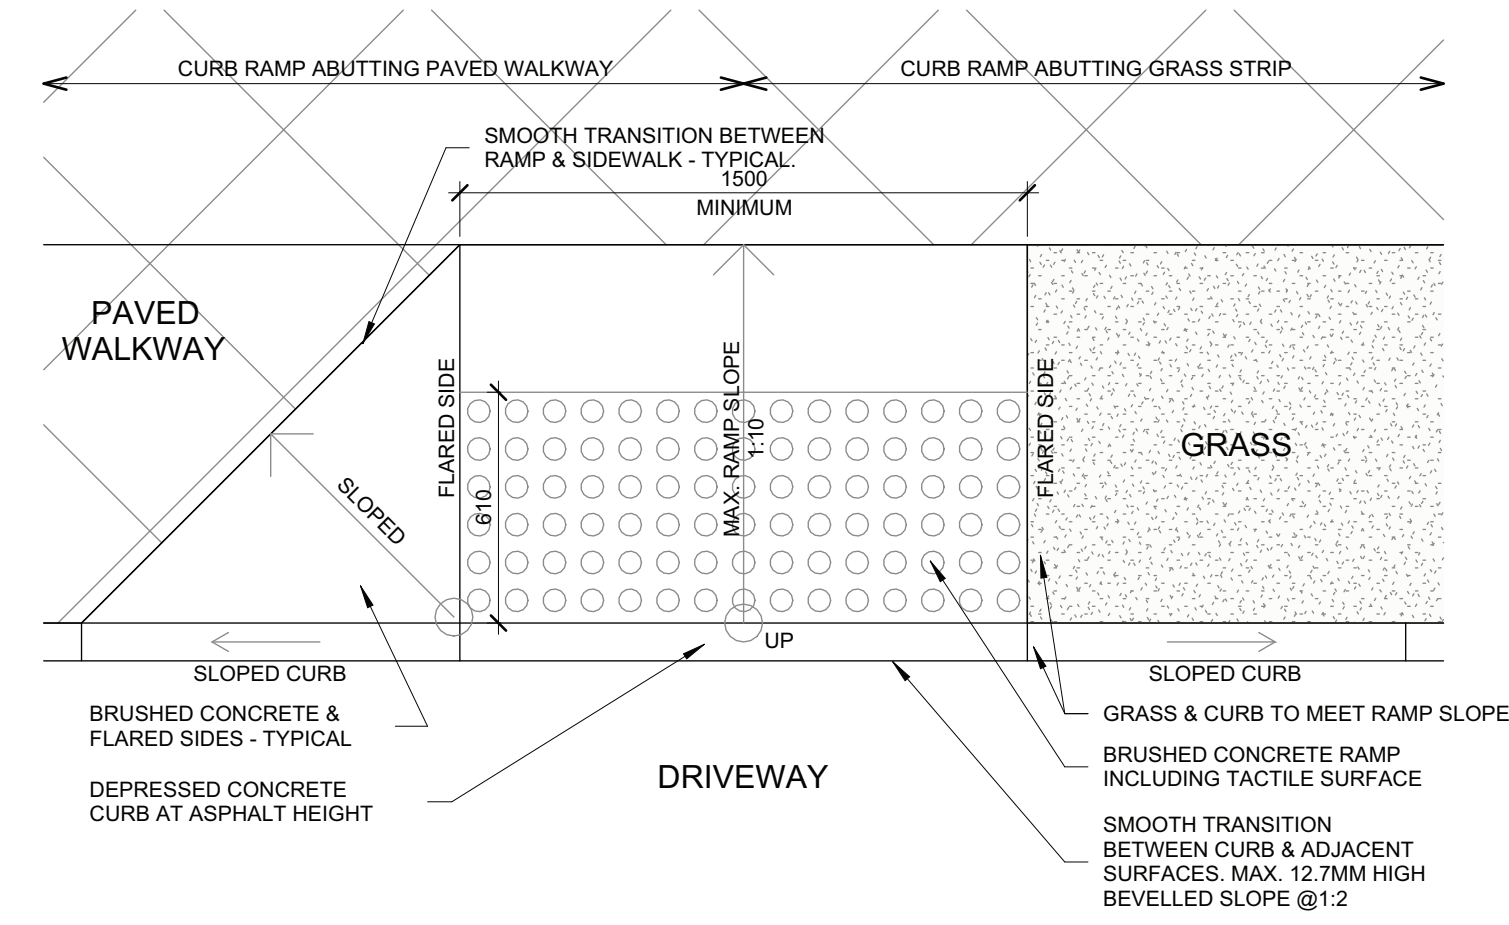 CURB RAMP ABUTTING PAVED WALKWAY
CURB RAMP ABUTTING GRASS STRIP
SMOOTH TRANSITION BETWEEN
RAMP & SIDEWALK - TYPICAL.
1500
MINIMUM
PAVED
WALKWAY
FLARED SIDE
SLOPED
610
MAX. RAMP SLOPE
1:10
FLARED SIDE
GRASS
UP
SLOPED CURB
SLOPED CURB
BRUSHED CONCRETE &
FLARED SIDES - TYPICAL
DEPRESSED CONCRETE
CURB AT ASPHALT HEIGHT
DRIVEWAY
GRASS & CURB TO MEET RAMP SLOPE
BRUSHED CONCRETE RAMP
INCLUDING TACTILE SURFACE
SMOOTH TRANSITION
BETWEEN CURB & ADJACENT
SURFACES. MAX. 12.7MM HIGH
BEVELLED SLOPE @1:2